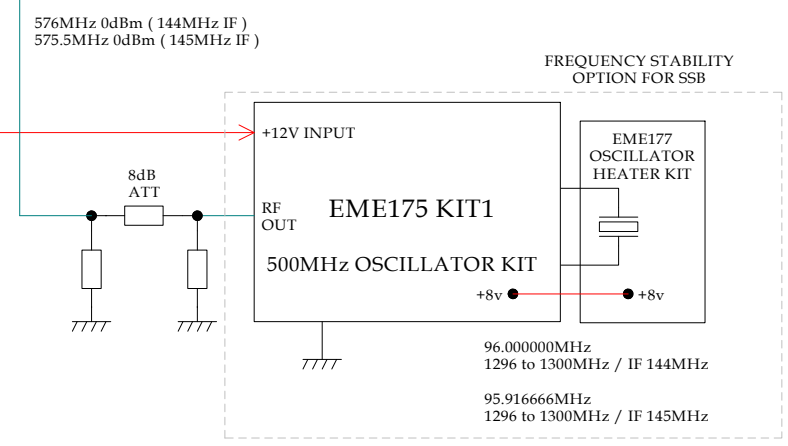 576MHz 0dBm ( 144MHz IF )
575.5MHz 0dBm ( 145MHz IF )
FREQUENCY STABILITY
OPTION FOR SSB
+12V INPUT
EME177
OSCILLATOR
HEATER KIT
8dB
ATT
RF
OUT
EME175 KIT1
500MHz OSCILLATOR KIT
+8v
+8v
96.000000MHz
1296 to 1300MHz / IF 144MHz
95.916666MHz
1296 to 1300MHz / IF 145MHz